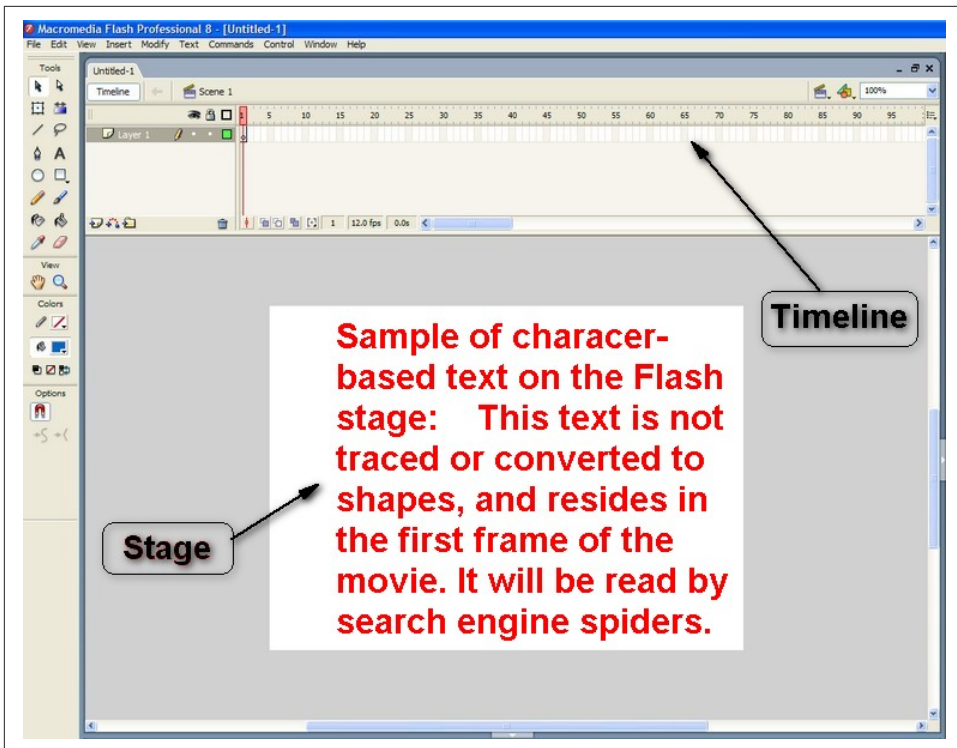 Macromedia Flash Professional 8 - [Untitled-1]
File Edit View Insert Modify Text Commands Control Window Help
Tools
Untitled-1
Timeline
Scene 1
100%
1 5 10 15 20 25 30 35 40 45 50 55 60 65 70 75 80 85 90 95
Layer 1
A
1 12.0 fps 0.0s
View
Colors
Options
Timeline
Sample of characer-
based text on the Flash
stage: This text is not
traced or converted to
shapes, and resides in
the first frame of the
movie. It will be read by
search engine spiders.
Stage